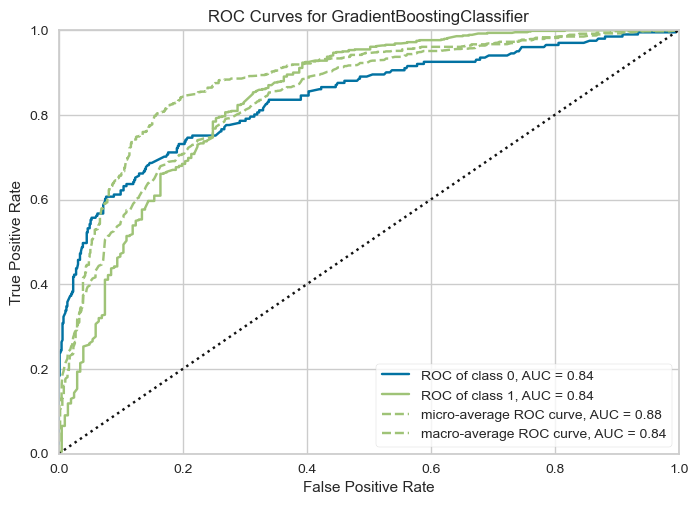 ROC Curves for GradientBoostingClassifier
1.0
0.8
0.6
0.4
0.2
0.0
True Positive Rate
ROC of class 0, AUC = 0.84
ROC of class 1, AUC = 0.84
micro-average ROC curve, AUC = 0.88
macro-average ROC curve, AUC = 0.84
0.0 0.2 0.4 0.6 0.8 1.0
False Positive Rate